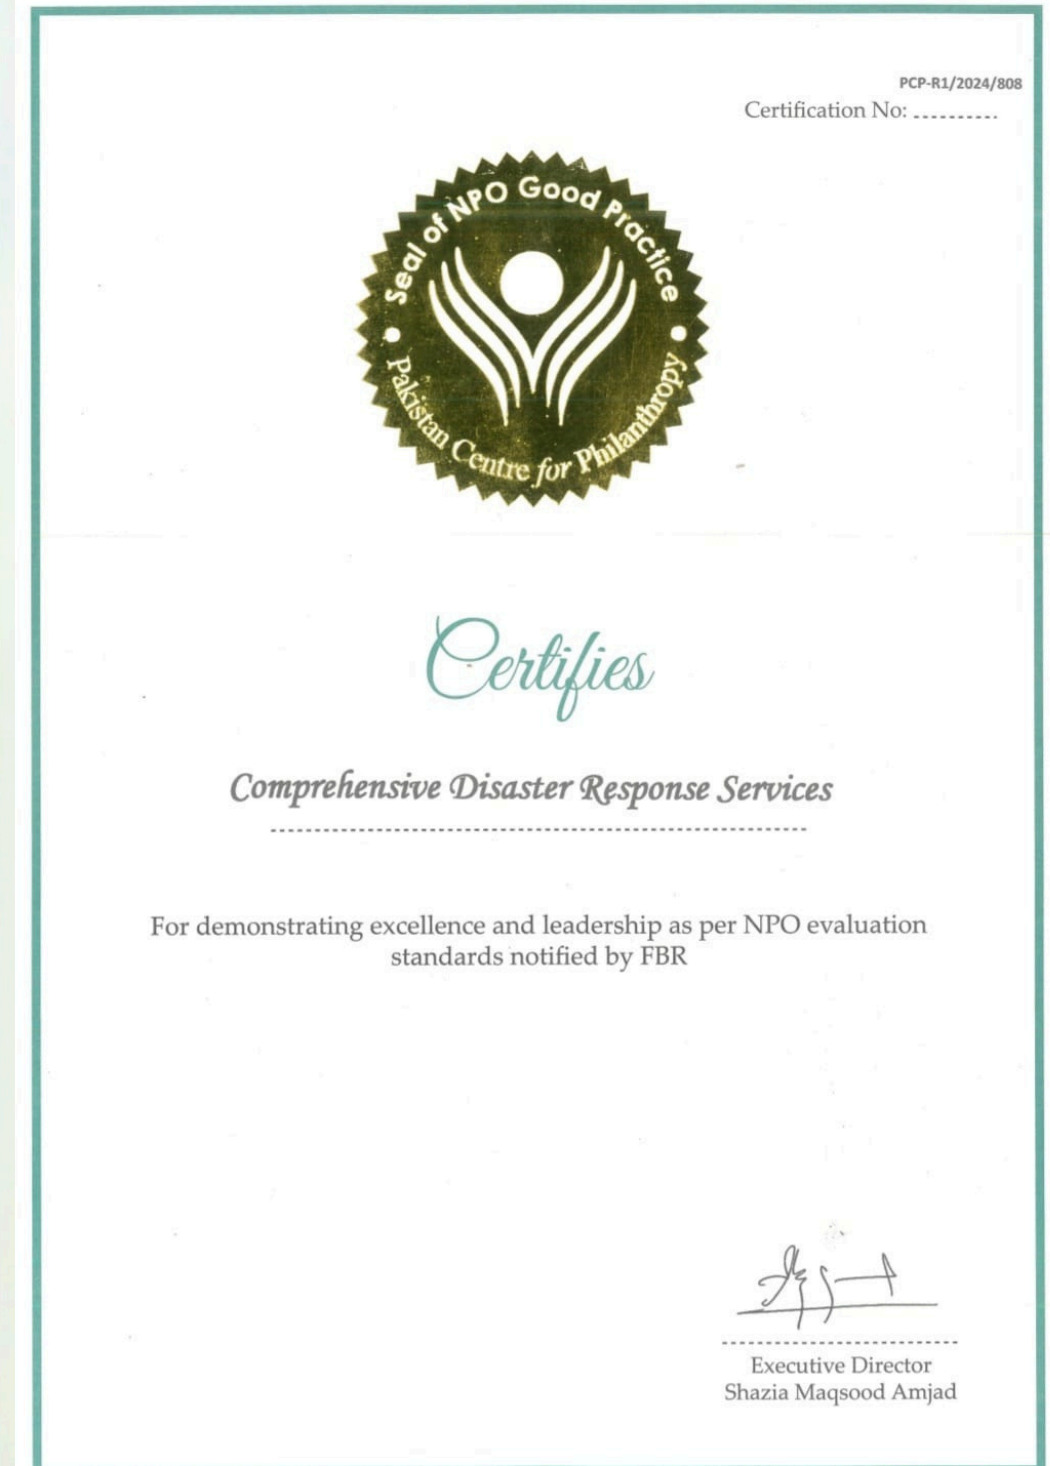 PCP-R1/2024/808
Certification No: ..........
Seal of NPO Good Practice
Pakistan Centre for Philanthropy
Certifies
Comprehensive Disaster Response Services
For demonstrating excellence and leadership as per NPO evaluation
standards notified by FBR
Executive Director
Shazia Maqsood Amjad